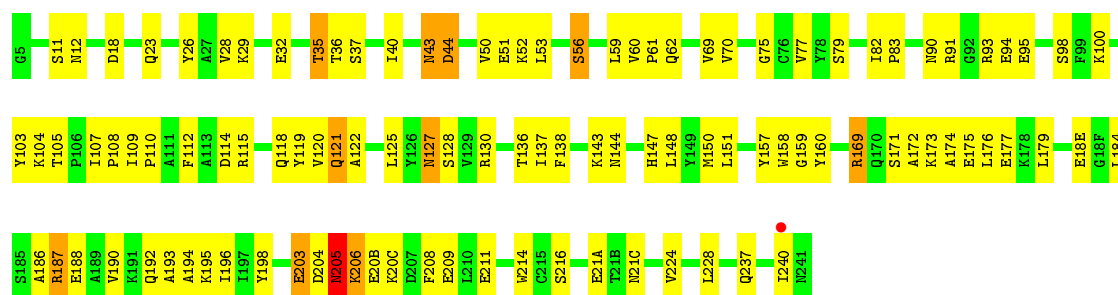 G5 S11 N12 D18 Q23 Y26 A27 V28 K29 E32 T35 T36 S37 I40 N43 D44 V50 E51 K52 L53 S56 L59 V60 P61 Q62 V69 V70 G75 C76 V77 Y78 S79 I82 P83 N90 R91 G92 R93 E94 E95 S98 F99 K100
Y103 K104 T105 P106 I107 P108 I109 P110 A111 F112 A113 D114 R115 Q118 Y119 V120 Q121 A122 L125 Y126 N127 S128 V129 R130 T136 I137 F138 K143 N144 H147 L148 Y149 M150 L151 Y157 W158 G159 Y160 R169 Q170 S171 A172 K173 A174 E175 L176 E177 K178 L179 E18E G18F L184
S185 A186 R187 E188 A189 V190 K191 Q192 A193 A194 K195 I196 I197 Y198 E203 D204 N205 K206 E20B K20C D207 F208 E209 L210 E211 W214 C215 S216 E21A T21B N21C V224 L228 Q237 I240 N241